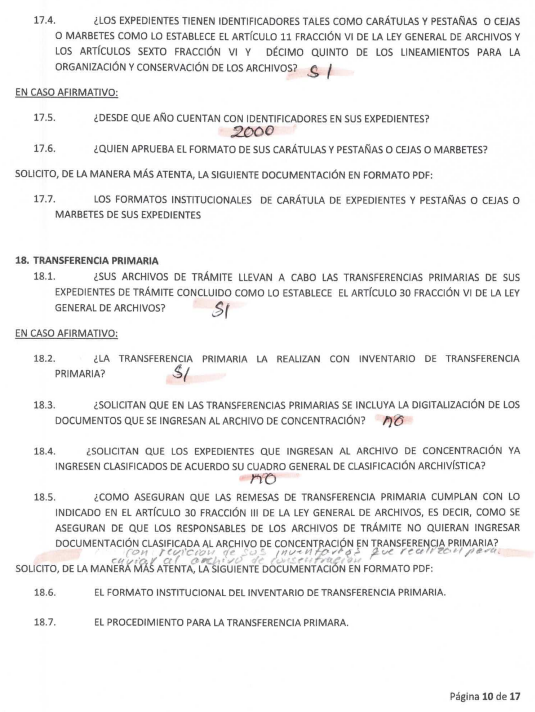 17.4. ¿LOS EXPEDIENTES TIENEN IDENTIFICADORES TALES COMO CARÁTULAS Y PESTAÑAS O CEJAS
O MARBETES COMO LO ESTABLECE EL ARTÍCULO 11 FRACCIÓN VI DE LA LEY GENERAL DE ARCHIVOS Y
LOS ARTÍCULOS SEXTO FRACCIÓN VI Y DÉCIMO QUINTO DE LOS LINEAMIENTOS PARA LA
ORGANIZACIÓN Y CONSERVACIÓN DE LOS ARCHIVOS? SI
EN CASO AFIRMATIVO:
17.5. ¿DESDE QUE AÑO CUENTAN CON IDENTIFICADORES EN SUS EXPEDIENTES?
2000
17.6. ¿QUIEN APRUEBA EL FORMATO DE SUS CARÁTULAS Y PESTAÑAS O CEJAS O MARBETES?
SOLICITO, DE LA MANERA MÁS ATENTA, LA SIGUIENTE DOCUMENTACIÓN EN FORMATO PDF:
17.7. LOS FORMATOS INSTITUCIONALES DE CARÁTULA DE EXPEDIENTES Y PESTAÑAS O CEJAS O
MARBETES DE SUS EXPEDIENTES
18. TRANSFERENCIA PRIMARIA
18.1. ¿SUS ARCHIVOS DE TRÁMITE LLEVAN A CABO LAS TRANSFERENCIAS PRIMARIAS DE SUS
EXPEDIENTES DE TRÁMITE CONCLUIDO COMO LO ESTABLECE EL ARTÍCULO 30 FRACCIÓN VI DE LA LEY
GENERAL DE ARCHIVOS? SI
EN CASO AFIRMATIVO:
18.2. ¿LA TRANSFERENCIA PRIMARIA LA REALIZAN CON INVENTARIO DE TRANSFERENCIA
PRIMARIA? SI
18.3. ¿SOLICITAN QUE EN LAS TRANSFERENCIAS PRIMARIAS SE INCLUYA LA DIGITALIZACIÓN DE LOS
DOCUMENTOS QUE SE INGRESAN AL ARCHIVO DE CONCENTRACIÓN? NO
18.4. ¿SOLICITAN QUE LOS EXPEDIENTES QUE INGRESAN AL ARCHIVO DE CONCENTRACIÓN YA
INGRESEN CLASIFICADOS DE ACUERDO SU CUADRO GENERAL DE CLASIFICACIÓN ARCHIVÍSTICA?
NO
18.5. ¿COMO ASEGURAN QUE LAS REMESAS DE TRANSFERENCIA PRIMARIA CUMPLAN CON LO
INDICADO EN EL ARTÍCULO 30 FRACCIÓN III DE LA LEY GENERAL DE ARCHIVOS, ES DECIR, COMO SE
ASEGURAN DE QUE LOS RESPONSABLES DE LOS ARCHIVOS DE TRÁMITE NO QUIERAN INGRESAR
DOCUMENTACIÓN CLASIFICADA AL ARCHIVO DE CONCENTRACIÓN EN TRANSFERENCIA PRIMARIA?
Con revicion de sus inventarios que realizan para
enviar al archivo de consentracion
SOLICITO, DE LA MANERA MÁS ATENTA, LA SIGUIENTE DOCUMENTACIÓN EN FORMATO PDF:
18.6. EL FORMATO INSTITUCIONAL DEL INVENTARIO DE TRANSFERENCIA PRIMARIA.
18.7. EL PROCEDIMIENTO PARA LA TRANSFERENCIA PRIMARA.
Página 10 de 17